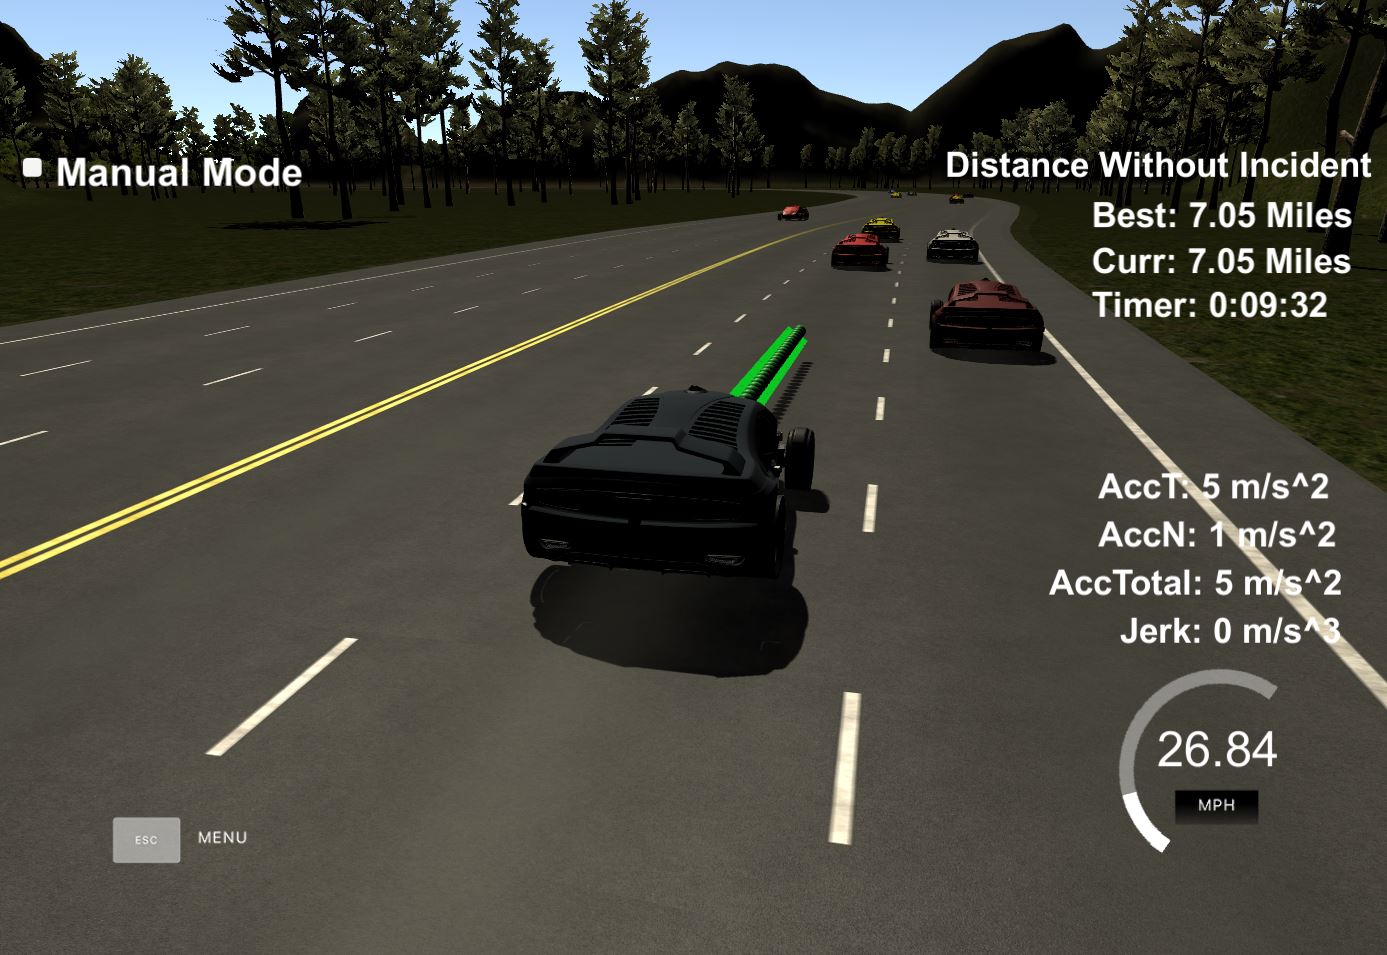 Manual Mode
Distance Without Incident
Best: 7.05 Miles
Curr: 7.05 Miles
Timer: 0:09:32
AccT: 5 m/s^2
AccN: 1 m/s^2
AccTotal: 5 m/s^2
Jerk: 0 m/s^3
26.84
MPH
ESC MENU